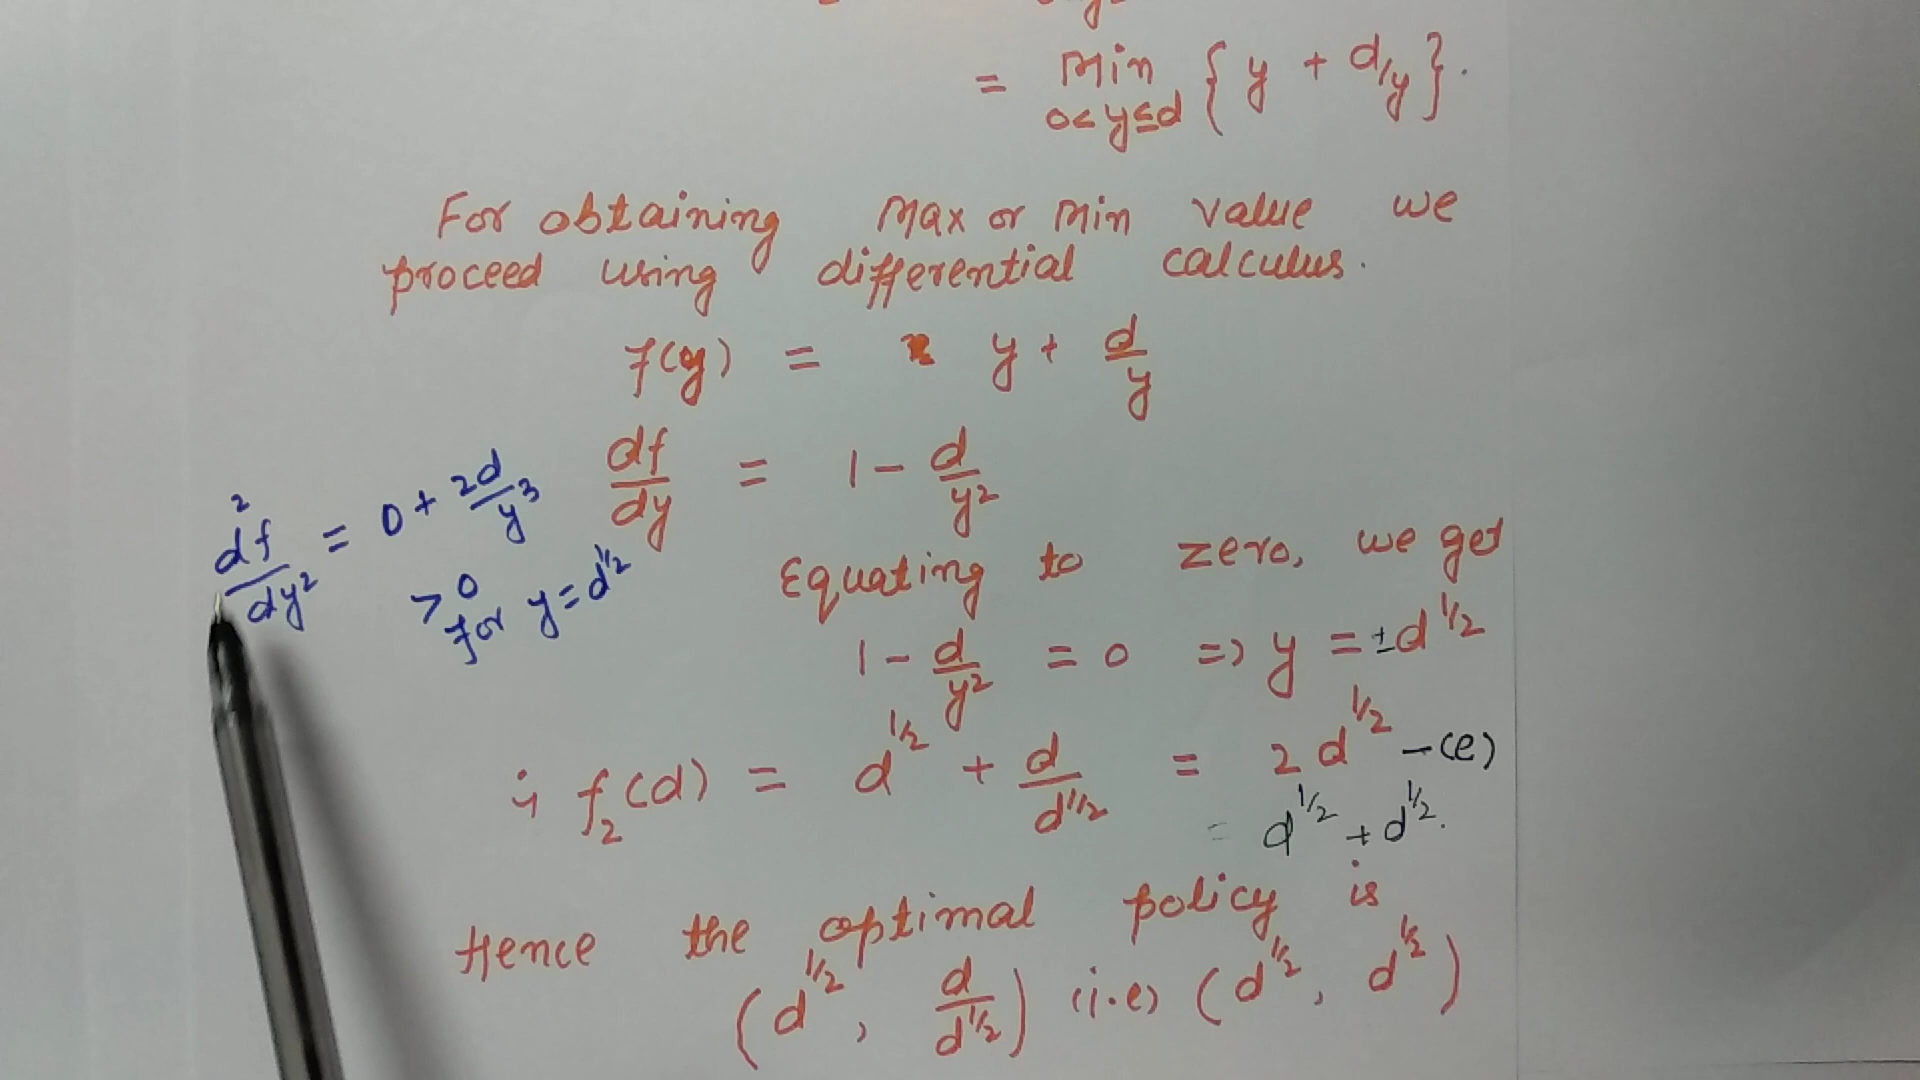 = Min { y + d/y }.
0<y≤d
For obtaining Max or Min value we
proceed using differential calculus.
f(y) = y + d/y
df/dy = 1 - d/y²
d²f/dy² = 0 + 2d/y³
>0
for y = d^1/2
Equating to zero, we get
1 - d/y² = 0 => y = ±d^1/2
∴ f₂(d) = d^1/2 + d/d^1/2 = 2d^1/2 -(e)
= d^1/2 + d^1/2.
Hence the optimal policy is
(d^1/2, d/d^1/2) (i.e) (d^1/2, d^1/2)